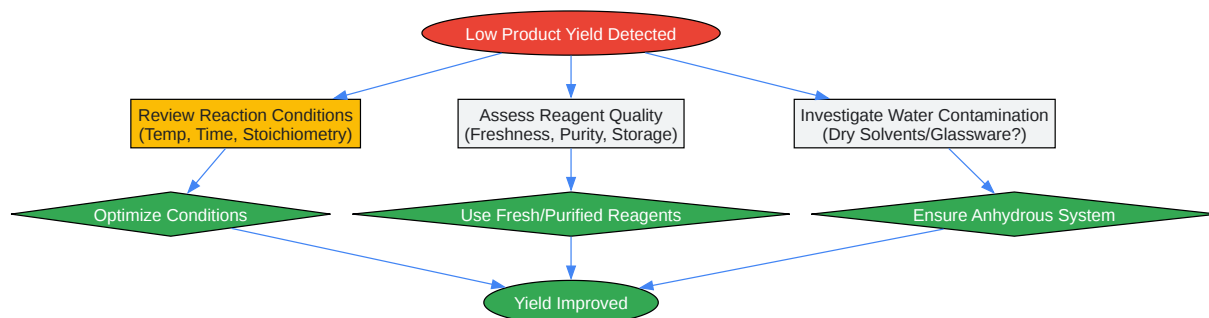 Low Product Yield Detected
Review Reaction Conditions
(Temp, Time, Stoichiometry)
Assess Reagent Quality
(Freshness, Purity, Storage)
Investigate Water Contamination
(Dry Solvents/Glassware?)
Optimize Conditions
Use Fresh/Purified Reagents
Ensure Anhydrous System
Yield Improved